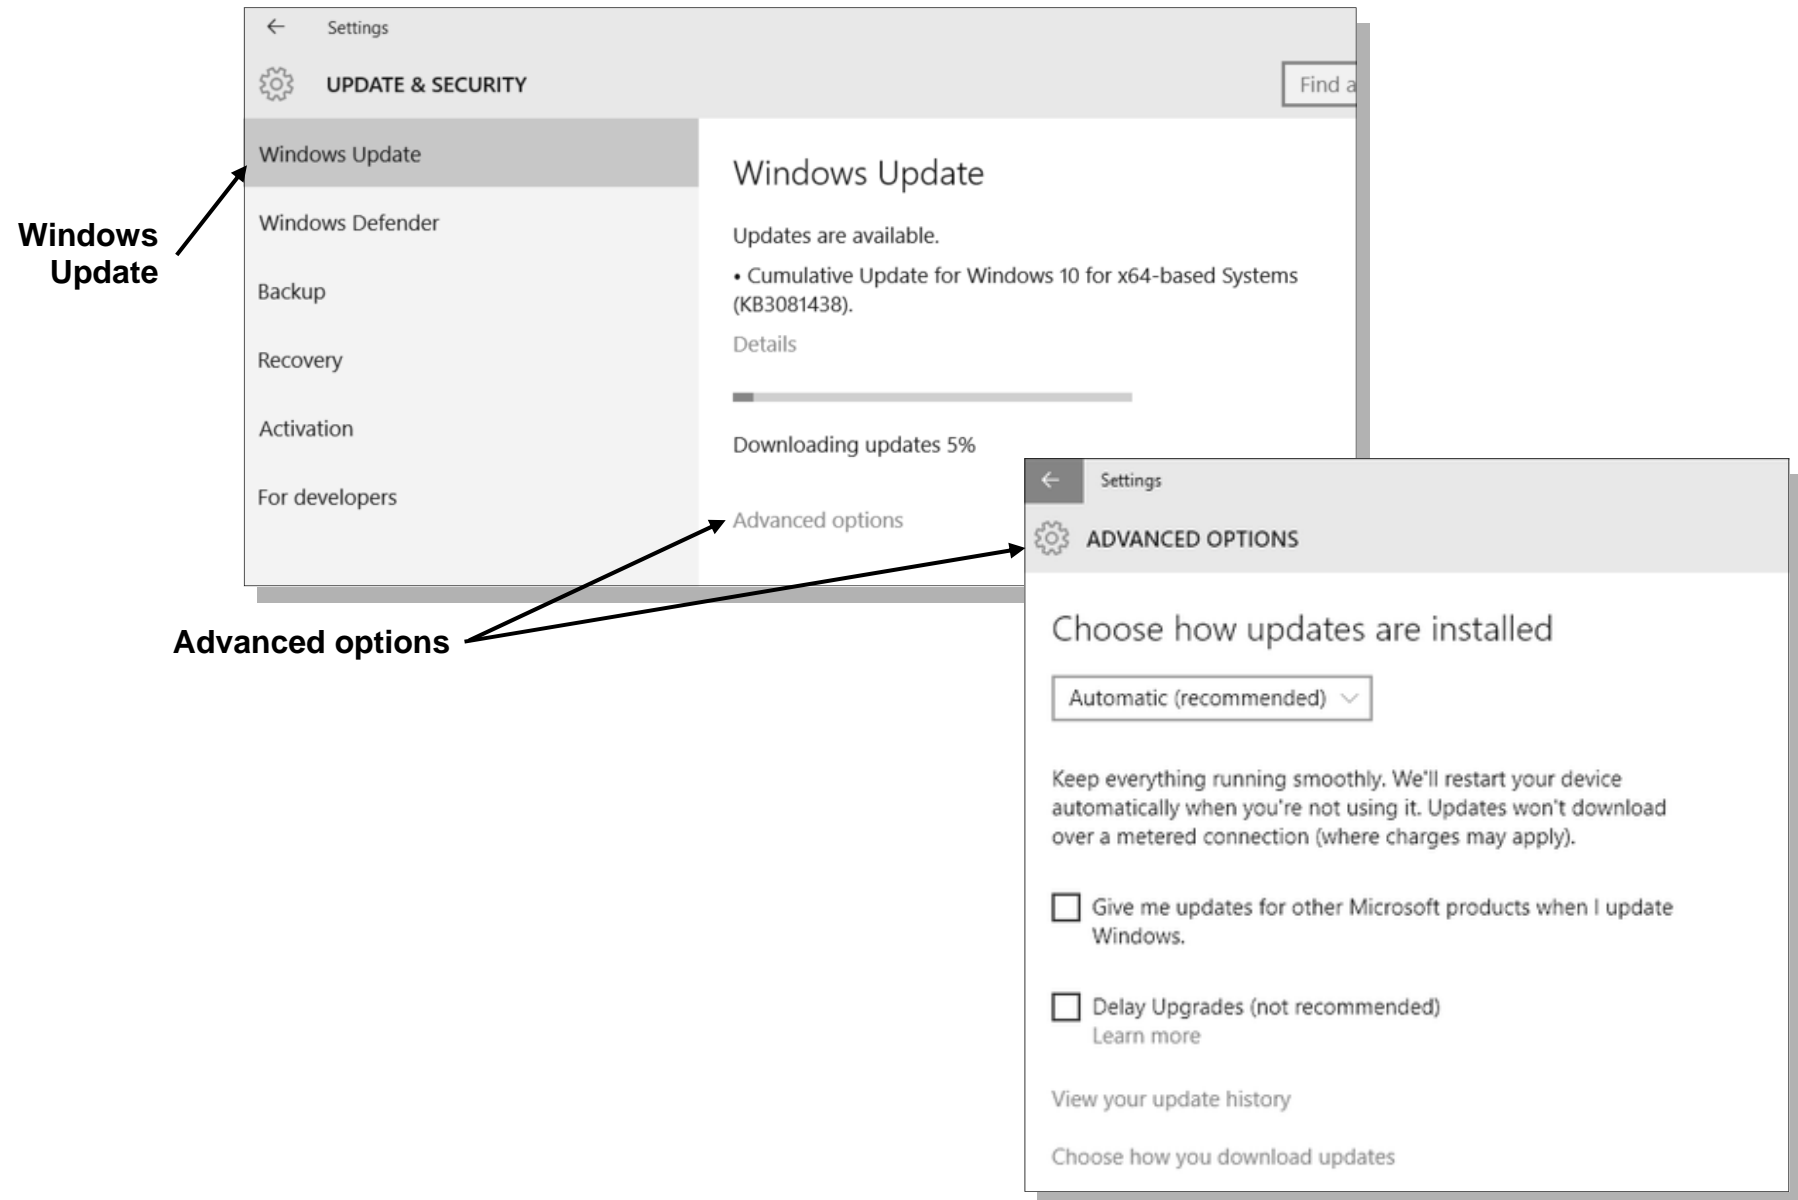 Settings
UPDATE & SECURITY
Find a
Windows Update
Windows Defender
Backup
Recovery
Activation
For developers
Windows Update
Updates are available.
• Cumulative Update for Windows 10 for x64-based Systems
(KB3081438).
Details
Downloading updates 5%
Advanced options
Windows
Update
Advanced options
Settings
ADVANCED OPTIONS
Choose how updates are installed
Automatic (recommended)
Keep everything running smoothly. We'll restart your device
automatically when you're not using it. Updates won't download
over a metered connection (where charges may apply).
Give me updates for other Microsoft products when I update
Windows.
Delay Upgrades (not recommended)
Learn more
View your update history
Choose how you download updates